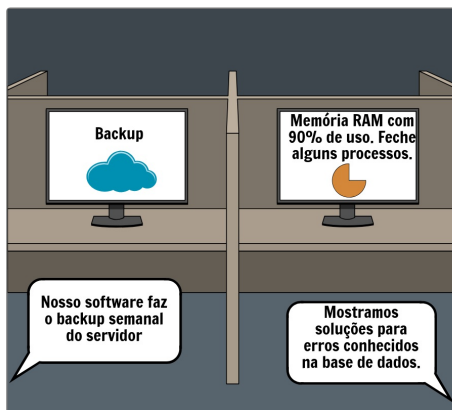 Backup
Memória RAM com
90% de uso. Feche
alguns processos.
Nosso software faz
o backup semanal
do servidor
Mostramos
soluções para
erros conhecidos
na base de dados.